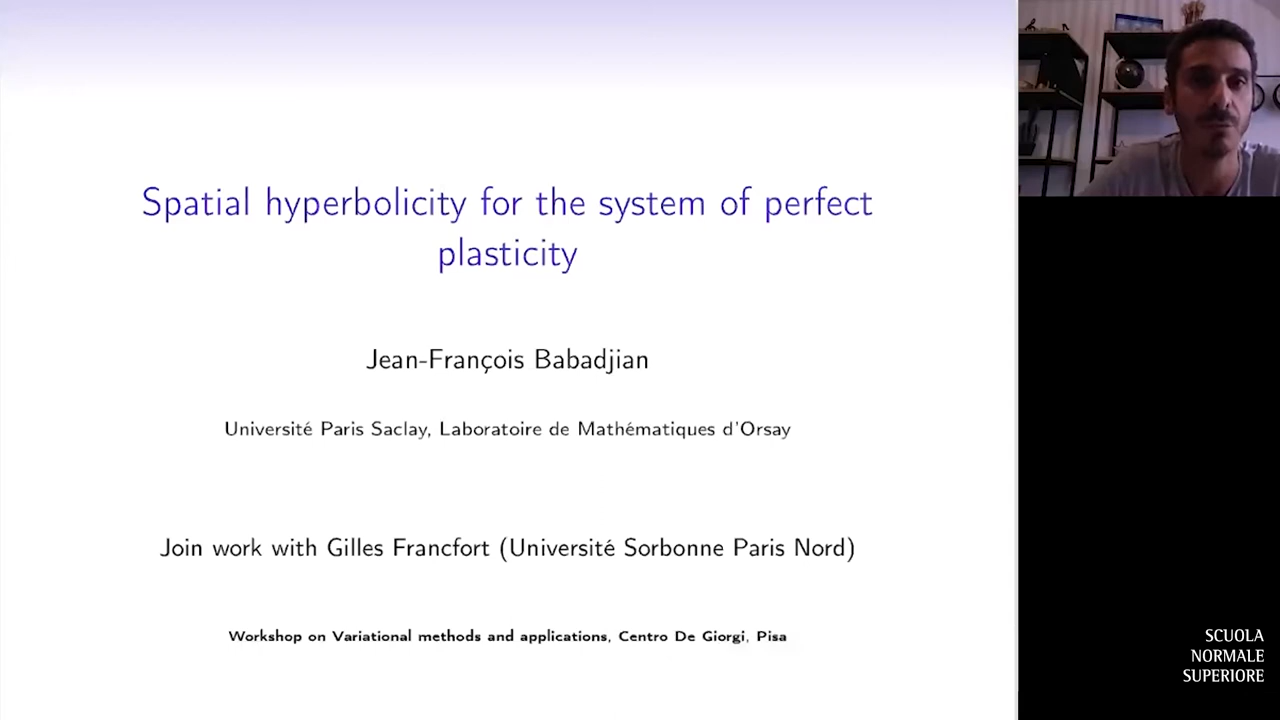 Spatial hyperbolicity for the system of perfect
plasticity
Jean-François Babadjian
Université Paris Saclay, Laboratoire de Mathématiques d'Orsay
Join work with Gilles Francfort (Université Sorbonne Paris Nord)
Workshop on Variational methods and applications, Centro De Giorgi, Pisa
SCUOLA
NORMALE
SUPERIORE